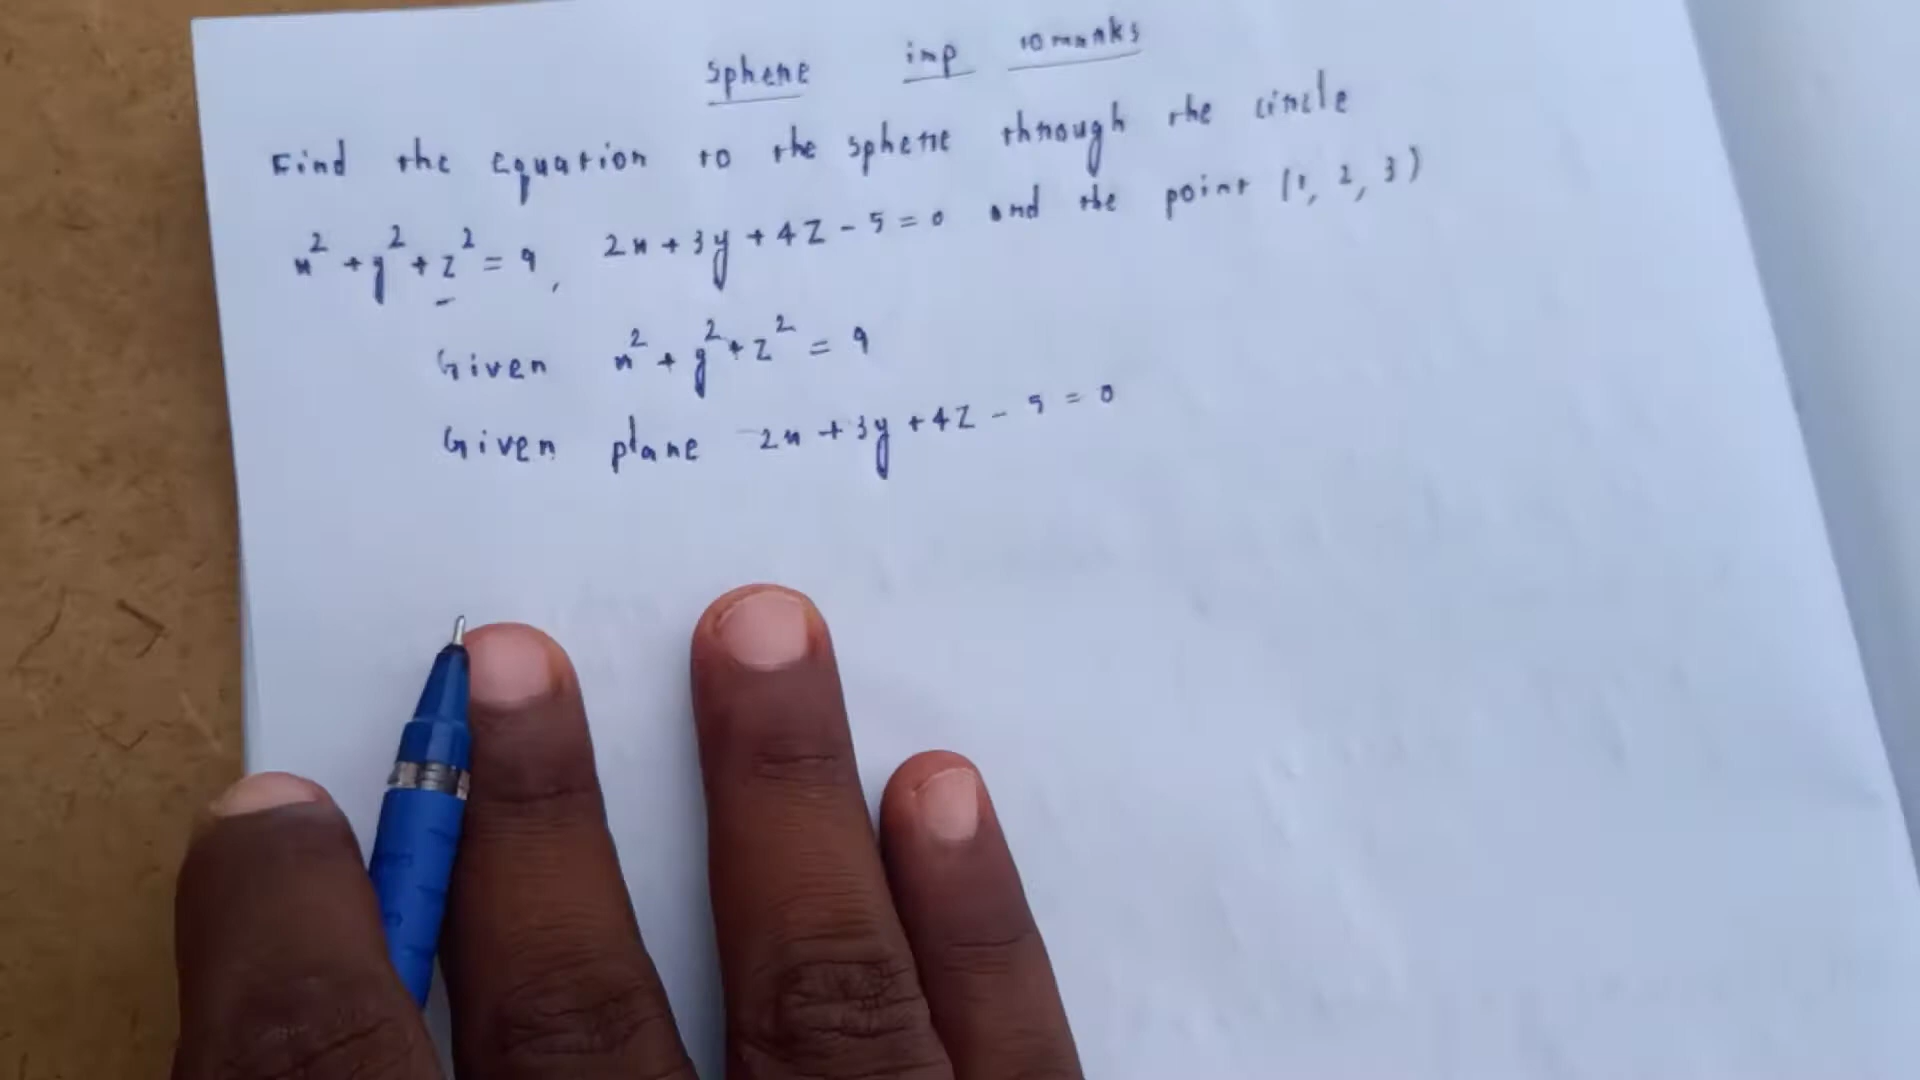 Sphere imp 10 marks
Find the Equation to the sphere through the circle
x² + y² + z² = 9, 2x + 3y + 4z - 5 = 0 and the point (1, 2, 3)
Given x² + y² + z² = 9
Given plane 2x + 3y + 4z - 5 = 0